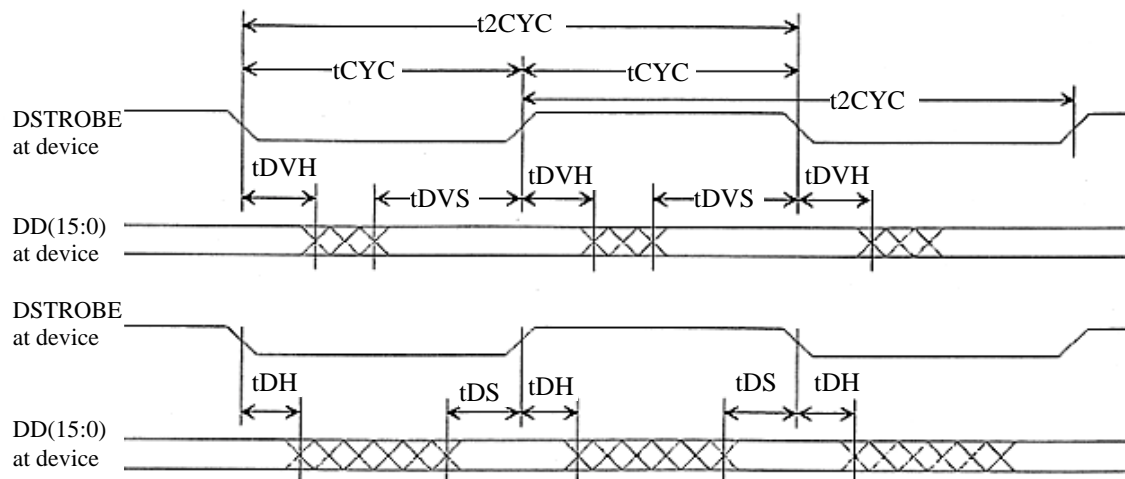 t2CYC
tCYC tCYC
t2CYC
DSTROBE
at device
tDVH tDVH tDVH
tDVS tDVS
DD(15:0)
at device
DSTROBE
at device
tDH tDS tDH tDS tDH
DD(15:0)
at device